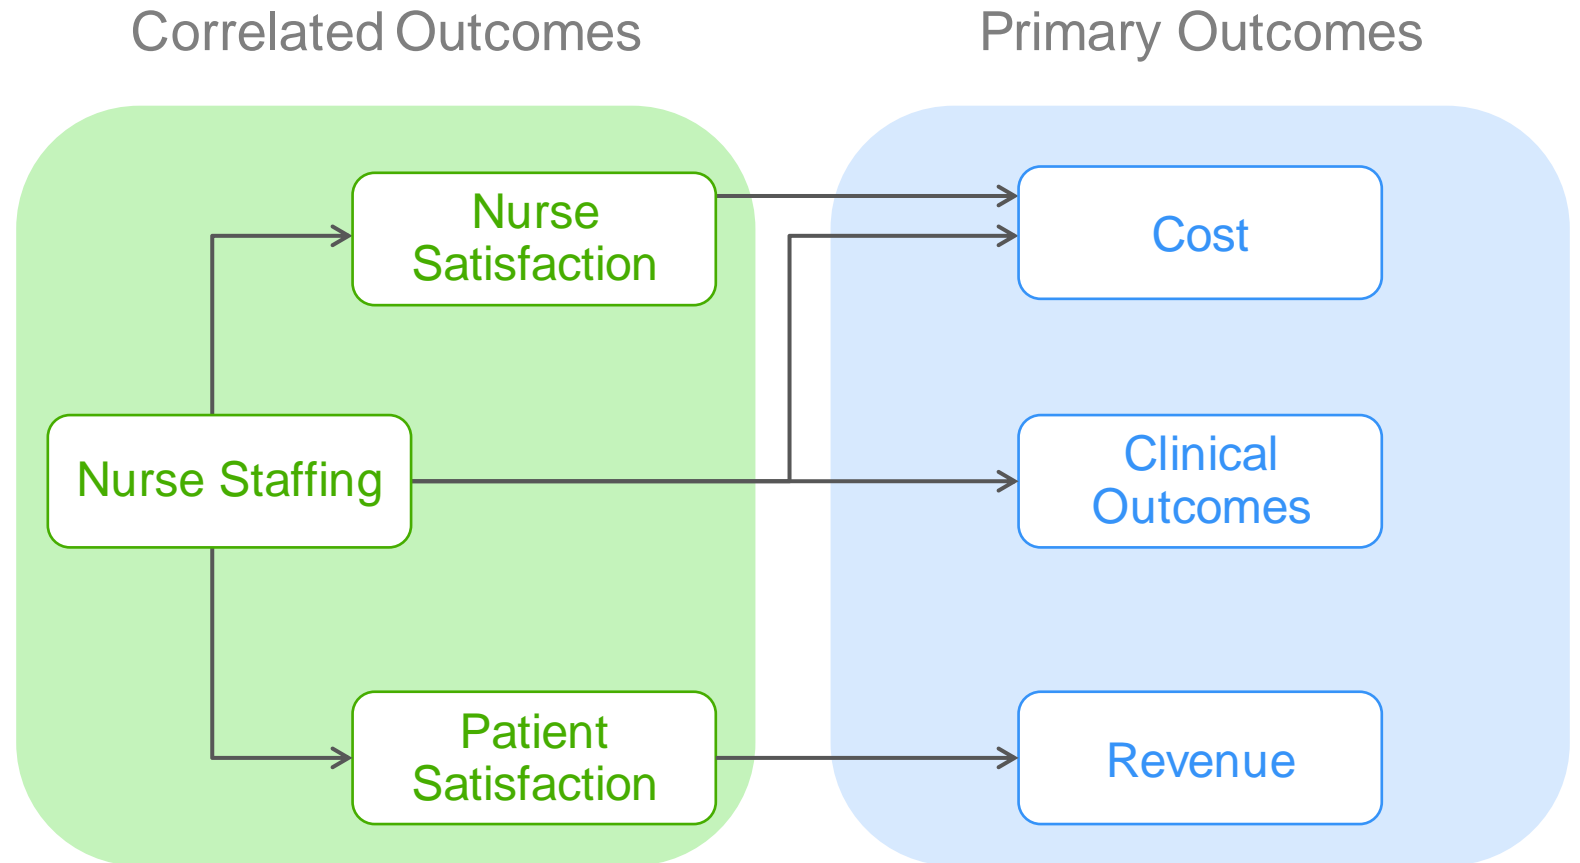 Correlated Outcomes
Primary Outcomes
Nurse
Satisfaction
Cost
Nurse Staffing
Clinical
Outcomes
Patient
Satisfaction
Revenue